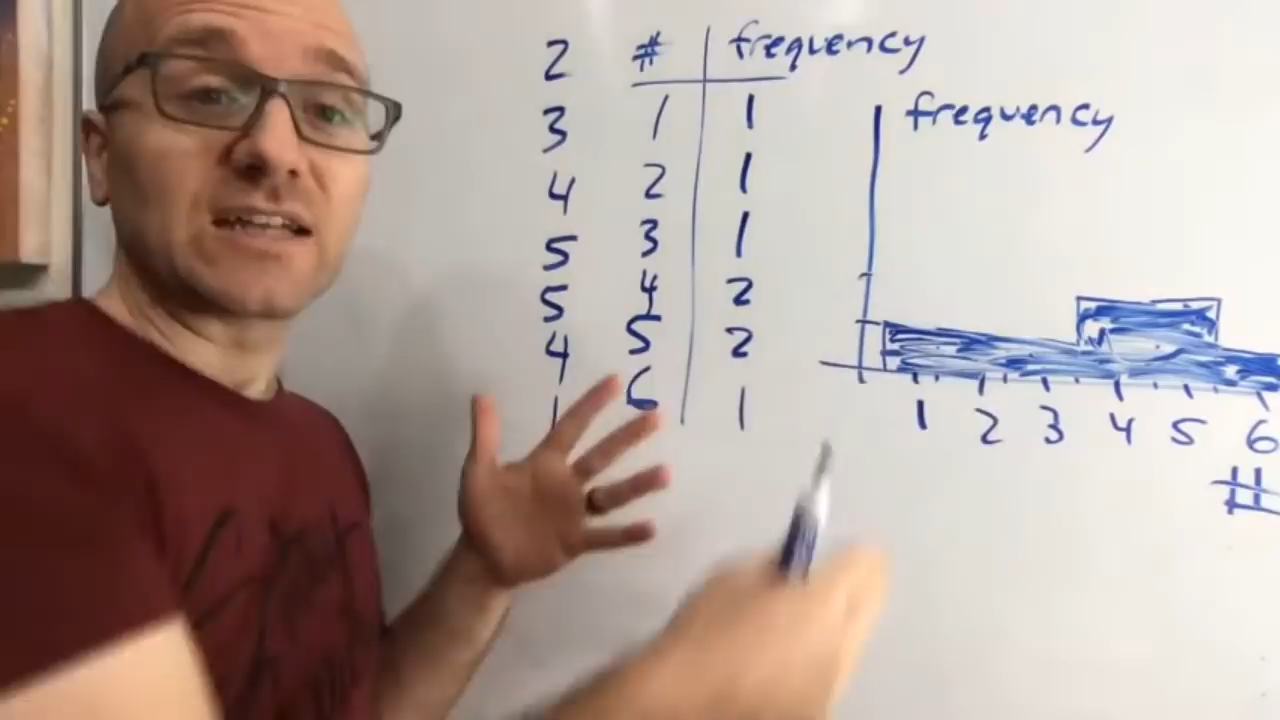 2 # frequency
3 1 1
4 2 1
5 3 1
5 4 2
4 5 2
1 6 1
frequency
1 2 3 4 5 6
#